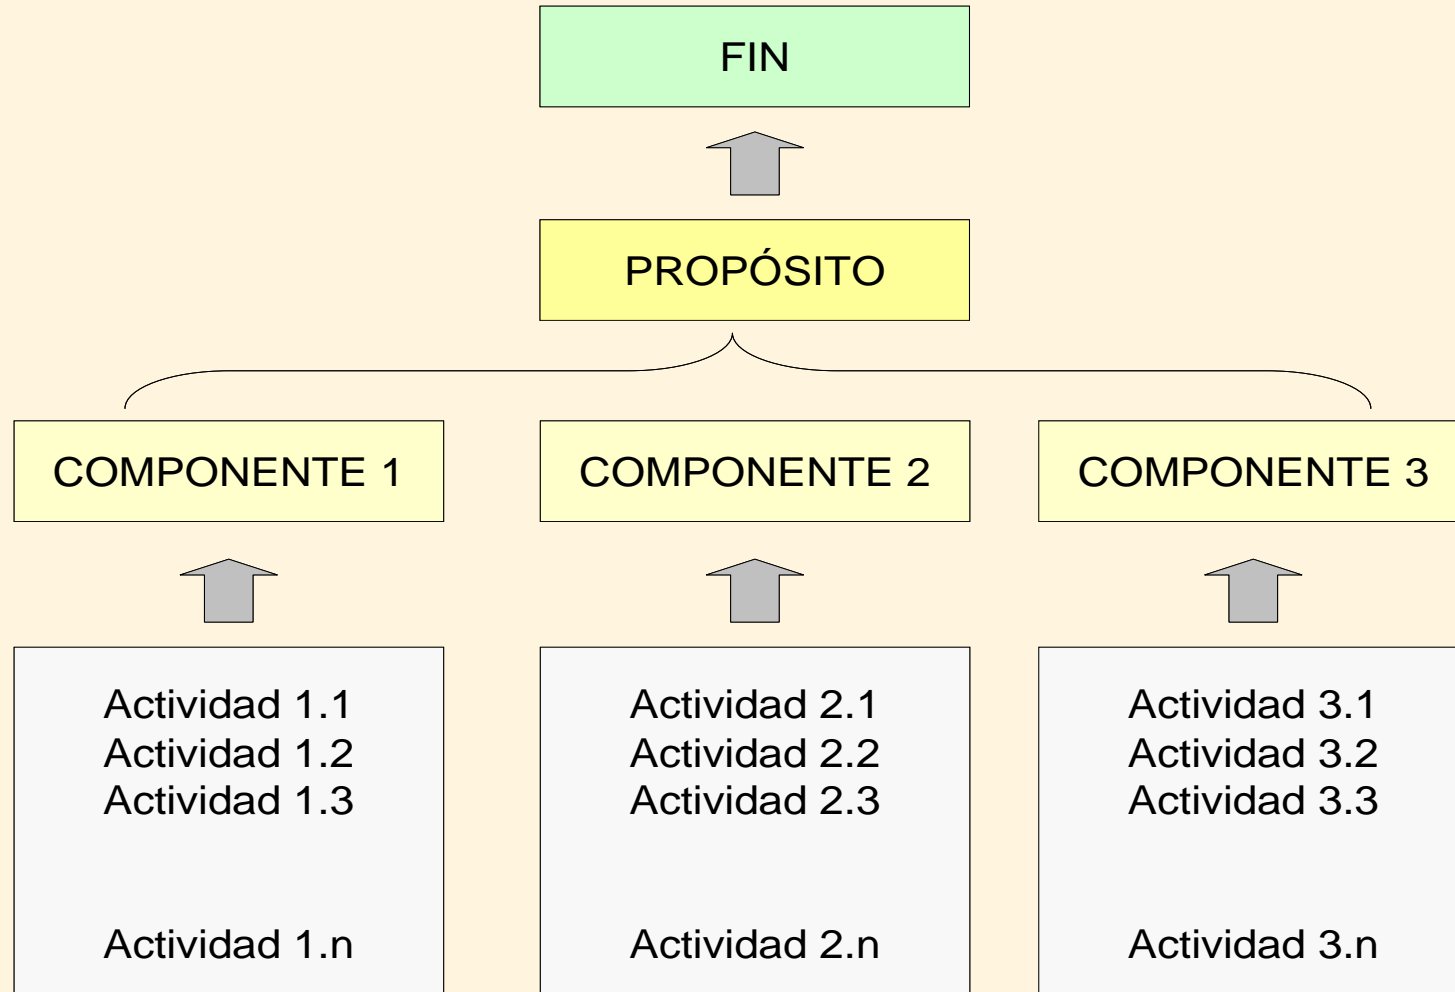 FIN
PROPÓSITO
COMPONENTE 1
COMPONENTE 2
COMPONENTE 3
Actividad 1.1
Actividad 1.2
Actividad 1.3
Actividad 1.n
Actividad 2.1
Actividad 2.2
Actividad 2.3
Actividad 2.n
Actividad 3.1
Actividad 3.2
Actividad 3.3
Actividad 3.n